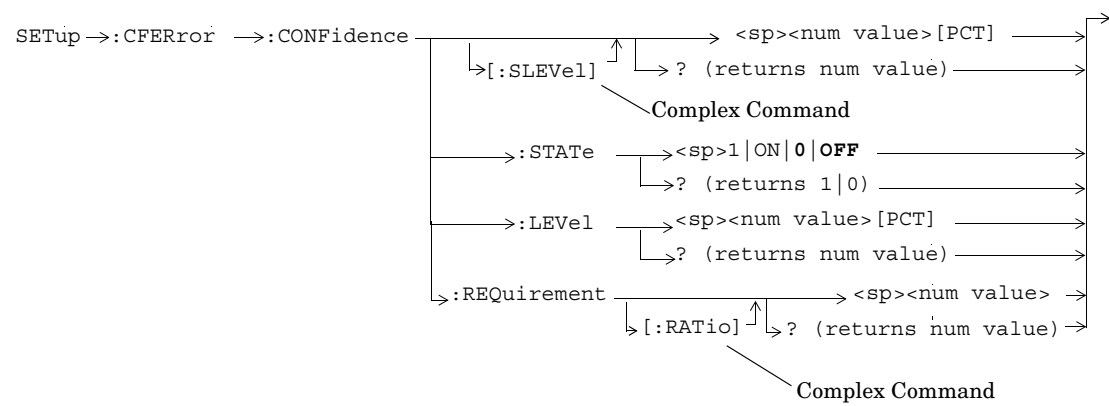 SETup :CFERror :CONFidence <sp><num value>[PCT]
[:SLEVel] ? (returns num value)
Complex Command
:STATe <sp>1|ON|0|OFF
? (returns 1|0)
:LEVel <sp><num value>[PCT]
? (returns num value)
:REQuirement <sp><num value>
[:RATio] ? (returns num value)
Complex Command